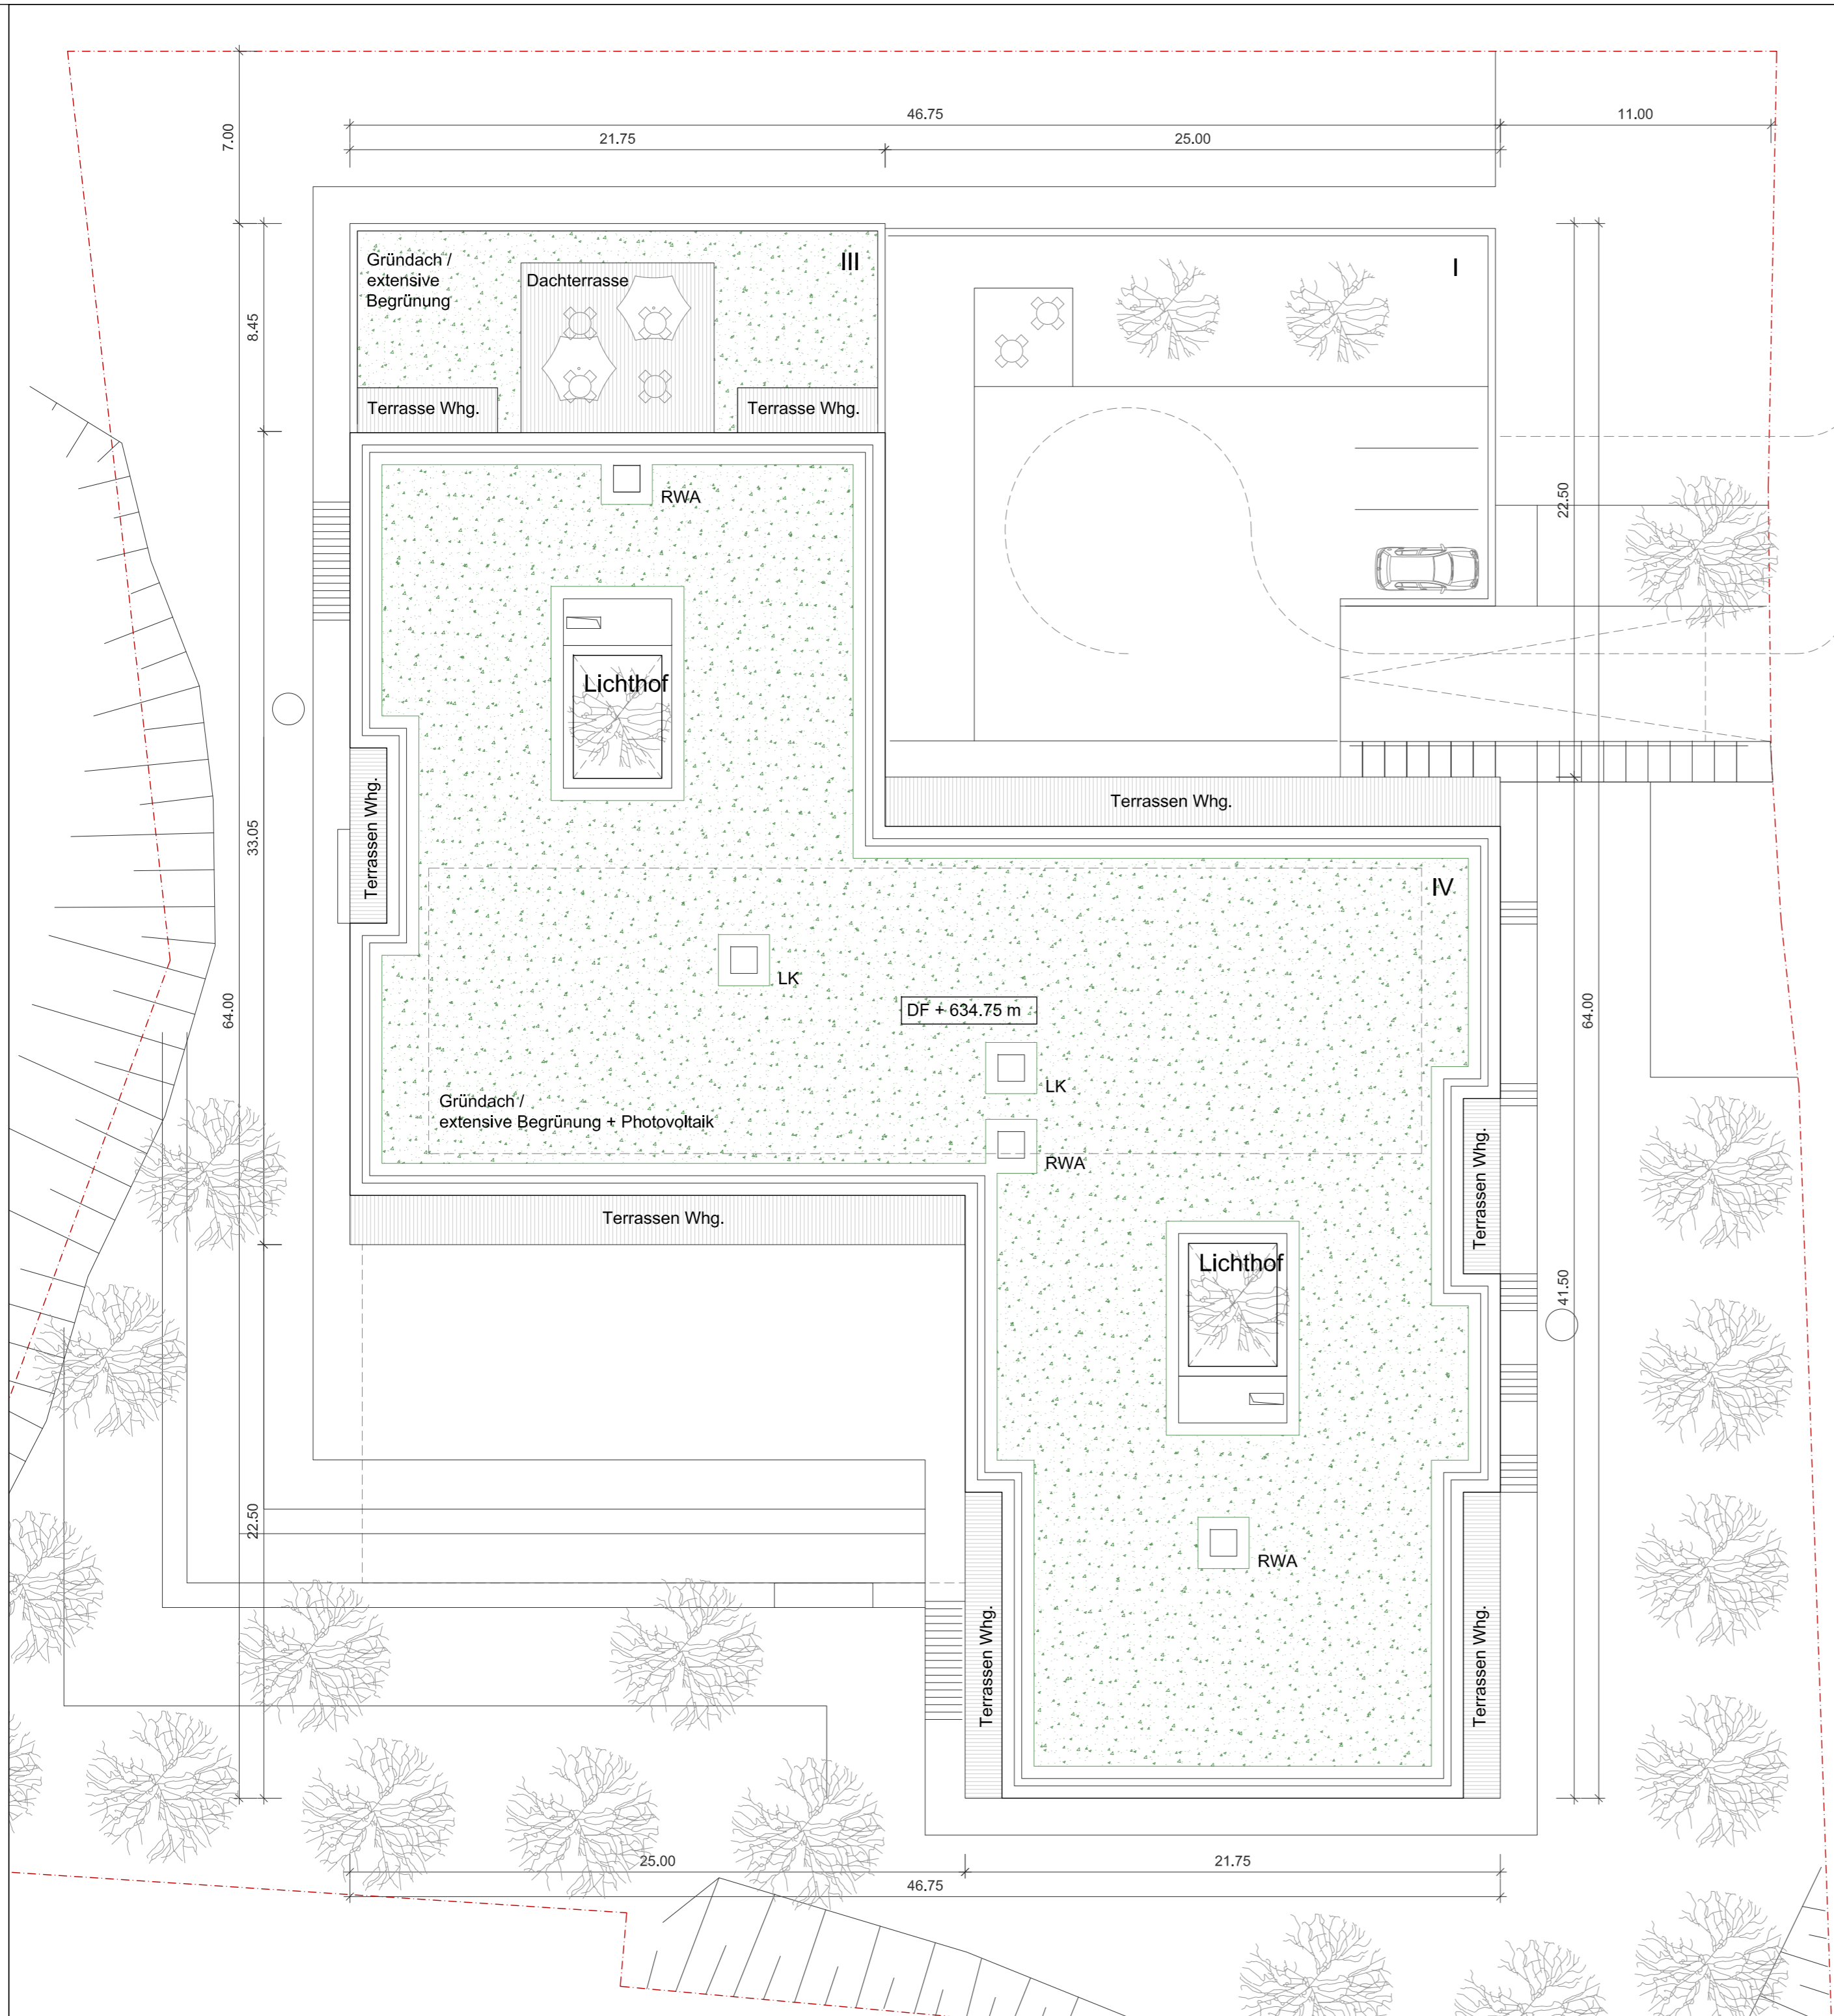 46.75
11.00
21.75
25.00
7.00
Gründach /
extensive
Begrünung
Dachterrasse
III
I
8.45
Terrasse Whg.
Terrasse Whg.
RWA
22.50
Lichthof
Terrassen Whg.
Terrassen Whg.
33.05
IV
LK
64.00
DF + 634.75 m
64.00
LK
Gründach /
extensive Begrünung + Photovoltaik
RWA
Terrassen Whg.
Terrassen Whg.
Lichthof
41.50
22.50
RWA
Terrassen Whg.
Terrassen Whg.
25.00
21.75
46.75